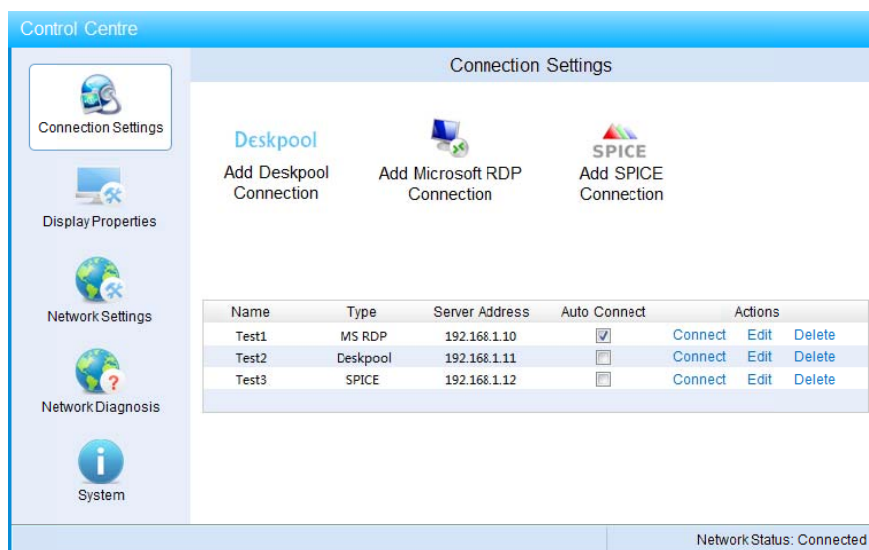 Control Centre
Connection Settings
Connection Settings
Display Properties
Network Settings
Network Diagnosis
i
System
Deskpool
Add Deskpool
Connection
Add Microsoft RDP
Connection
SPICE
Add SPICE
Connection
Name Type Server Address Auto Connect Actions
Test1 MS RDP 192.168.1.10 Connect Edit Delete
Test2 Deskpool 192.168.1.11 Connect Edit Delete
Test3 SPICE 192.168.1.12 Connect Edit Delete
Network Status: Connected